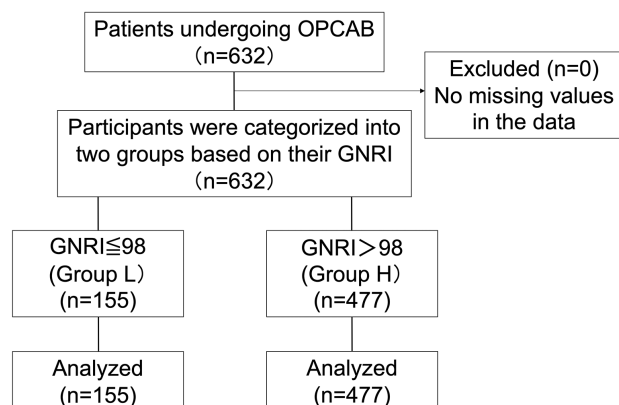 Patients undergoing OPCAB
（n=632）
Excluded (n=0)
No missing values
in the data
Participants were categorized into
two groups based on their GNRI
（n=632）
GNRI≦98
(Group L）
(n=155)
GNRI＞98
(Group H）
(n=477)
Analyzed
(n=155)
Analyzed
(n=477)